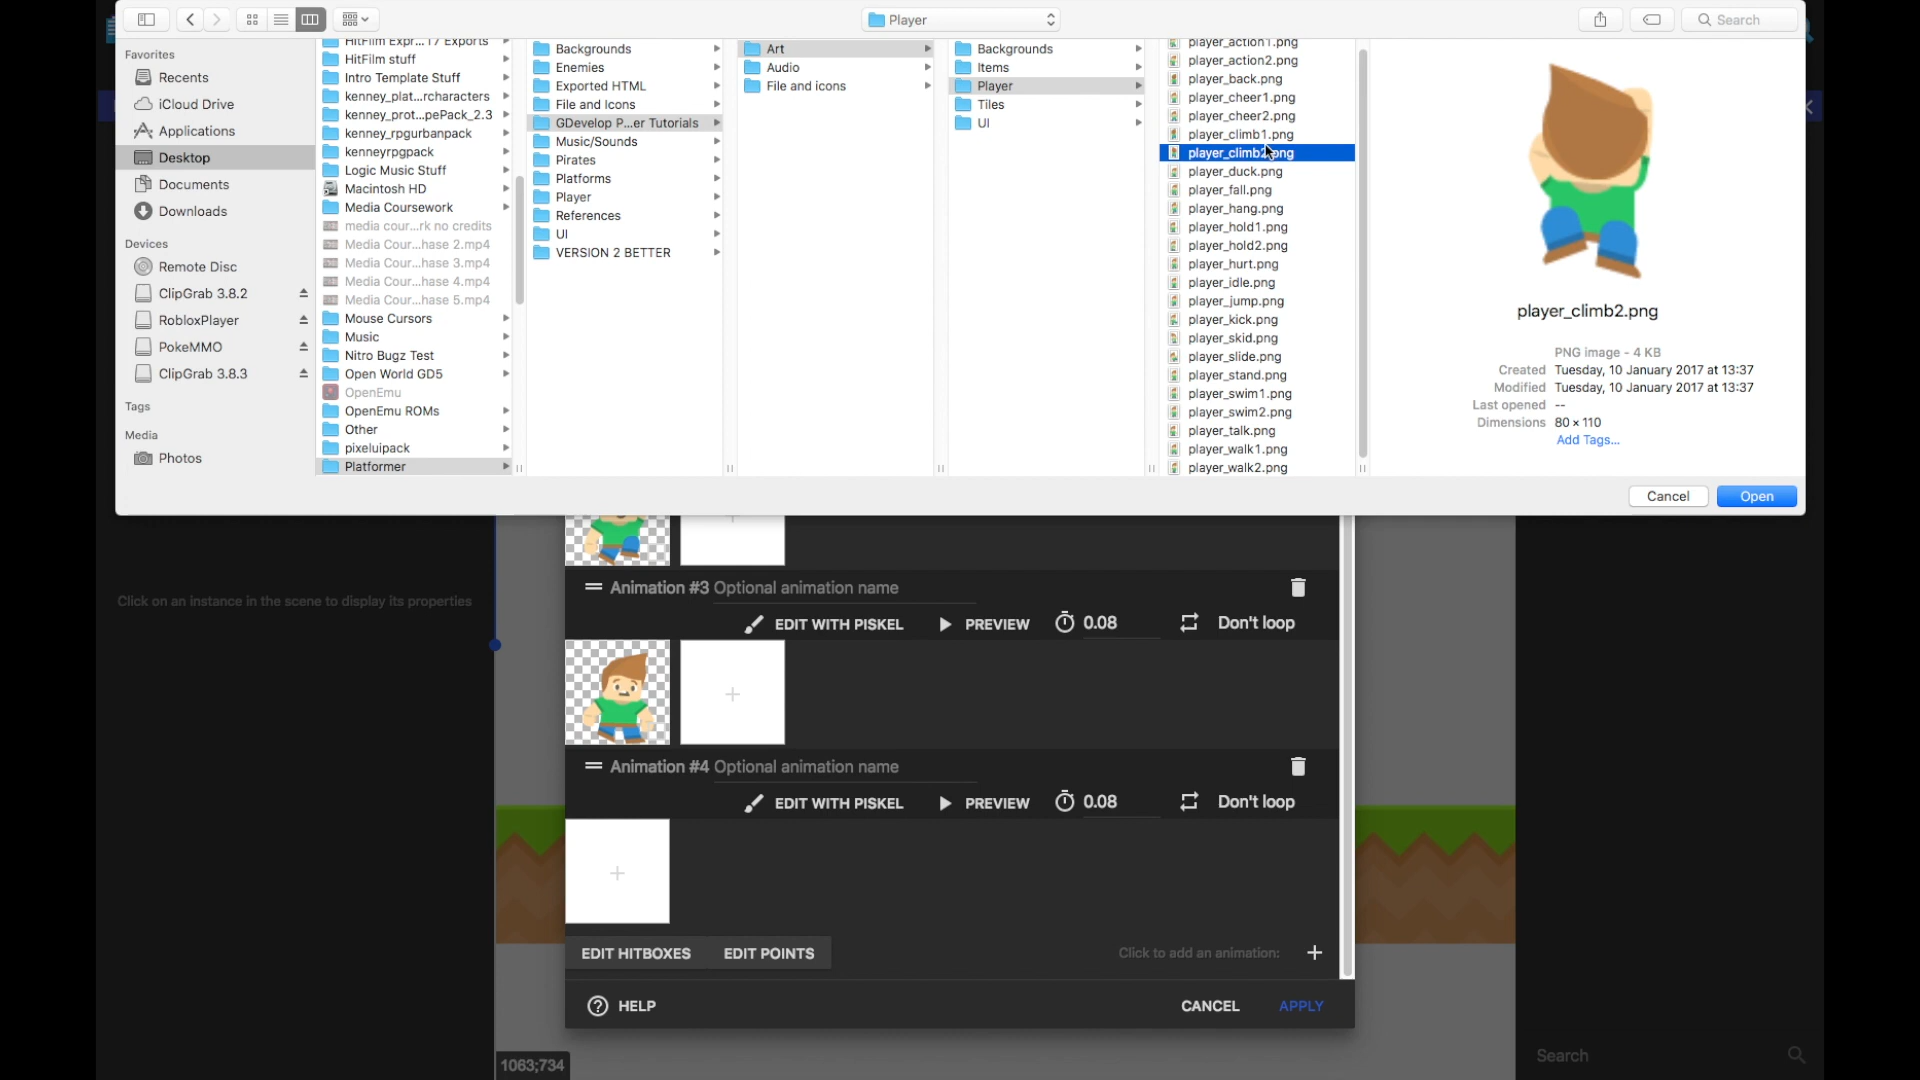 Player
Search
Favorites
Recents
iCloud Drive
Applications
Desktop
Documents
Downloads
Devices
Remote Disc
ClipGrab 3.8.2
RobloxPlayer
PokeMMO
ClipGrab 3.8.3
Tags
Media
Photos
HitFilm Expr...17 Exports
HitFilm stuff
Intro Template Stuff
kenney_plat...rcharacters
kenney_prot...pePack_2.3
kenney_rpgurbanpack
kenneyrpgpack
Logic Music Stuff
Macintosh HD
Media Coursework
media cour...rk no credits
Media Cour...hase 2.mp4
Media Cour...hase 3.mp4
Media Cour...hase 4.mp4
Media Cour...hase 5.mp4
Mouse Cursors
Music
Nitro Bugz Test
Open World GD5
OpenEmu
OpenEmu ROMs
Other
pixeluipack
Platformer
Backgrounds
Enemies
Exported HTML
File and Icons
GDevelop P...er Tutorials
Music/Sounds
Pirates
Platforms
Player
References
UI
VERSION 2 BETTER
Art
Audio
File and icons
Backgrounds
Items
Player
Tiles
UI
player_action1.png
player_action2.png
player_back.png
player_cheer1.png
player_cheer2.png
player_climb1.png
player_climb2.png
player_duck.png
player_fall.png
player_hang.png
player_hold1.png
player_hold2.png
player_hurt.png
player_idle.png
player_jump.png
player_kick.png
player_skid.png
player_slide.png
player_stand.png
player_swim1.png
player_swim2.png
player_talk.png
player_walk1.png
player_walk2.png
player_climb2.png
PNG image - 4 KB
Created Tuesday, 10 January 2017 at 13:37
Modified Tuesday, 10 January 2017 at 13:37
Last opened --
Dimensions 80 × 110
Add Tags...
Cancel
Open
Click on an instance in the scene to display its properties
Animation #3 Optional animation name
EDIT WITH PISKEL PREVIEW 0.08 Don't loop
Animation #4 Optional animation name
EDIT WITH PISKEL PREVIEW 0.08 Don't loop
EDIT HITBOXES EDIT POINTS Click to add an animation:
HELP CANCEL APPLY
1063;734
Search